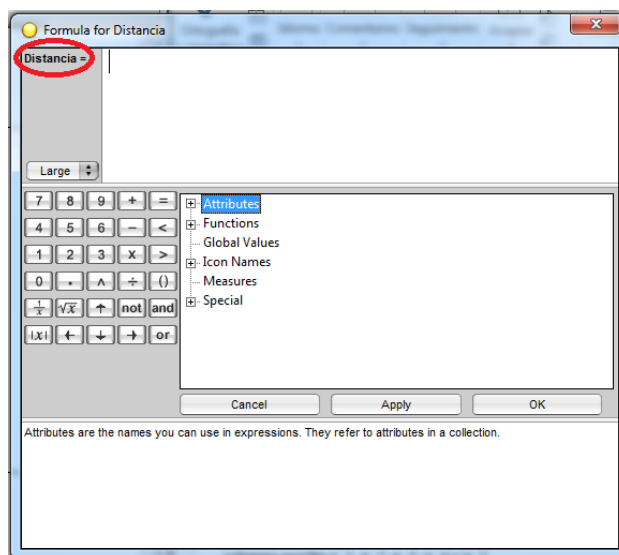 Formula for Distancia
Distancia =
Large
7 8 9 + =
4 5 6 − <
1 2 3 x >
0 . ^ ÷ ()
1/x √x ↑ not and
|x| ← ↓ → or
Attributes
Functions
Global Values
Icon Names
Measures
Special
Cancel Apply OK
Attributes are the names you can use in expressions. They refer to attributes in a collection.